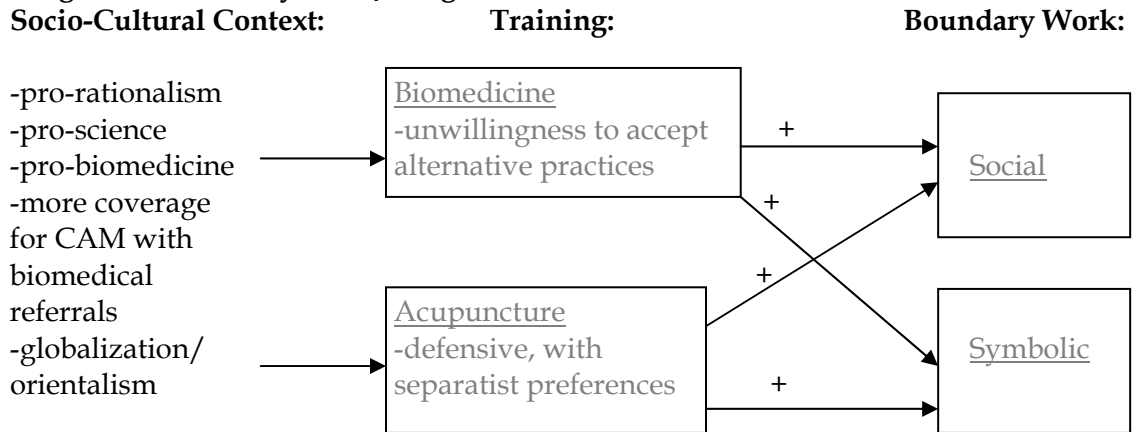 Socio-Cultural Context:
Training:
Boundary Work:
-pro-rationalism
-pro-science
-pro-biomedicine
-more coverage
for CAM with
biomedical
referrals
-globalization/
orientalism
Biomedicine
-unwillingness to accept
alternative practices
Acupuncture
-defensive, with
separatist preferences
+
+
+
+
Social
Symbolic